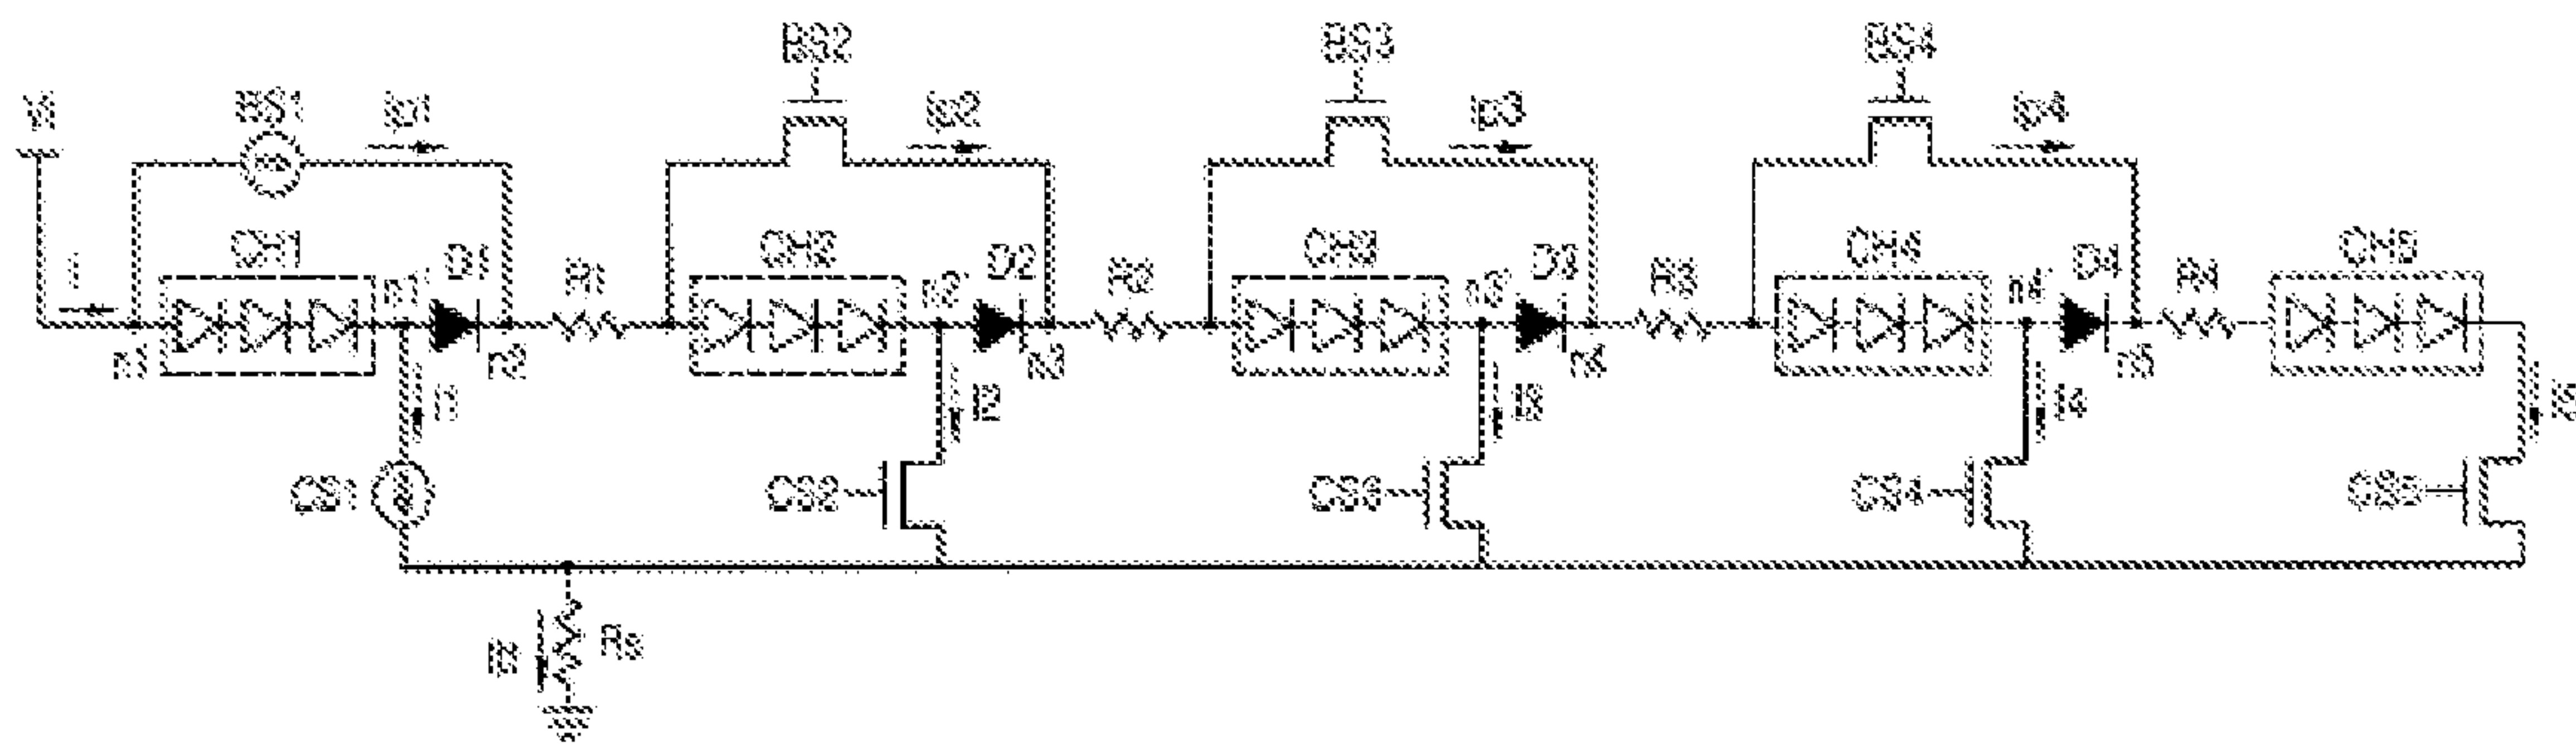 BS2 BS3 BS4
Vi BS1 Ip1 Ip2 Ip3 Ip4
i CH1 n1' D1 R1 CH2 n2' D2 R2 CH3 n3' D3 R3 CH4 n4' D4 R4 CH5
n1 n2 n3 n4 n5
I1 I2 I3 I4 I5
CS1 CS2 CS3 CS4 CS5
Rs